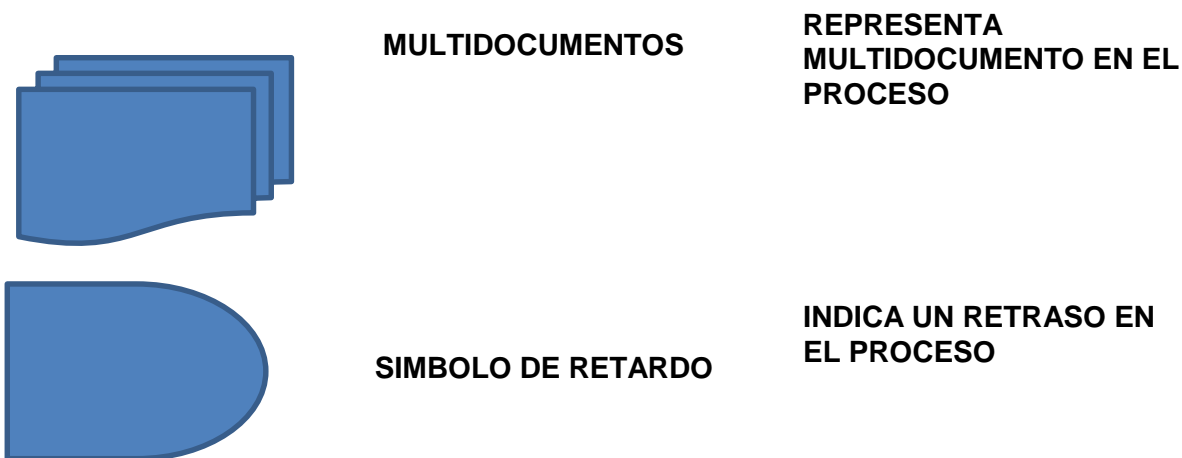 MULTIDOCUMENTOS
REPRESENTA
MULTIDOCUMENTO EN EL
PROCESO
SIMBOLO DE RETARDO
INDICA UN RETRASO EN
EL PROCESO